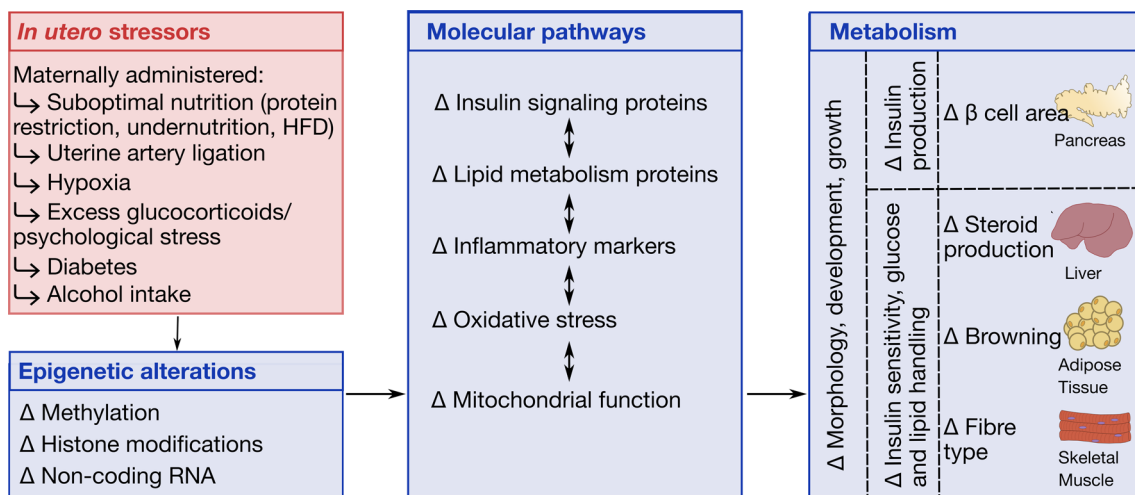 In utero stressors
Maternally administered:
↳ Suboptimal nutrition (protein
restriction, undernutrition, HFD)
↳ Uterine artery ligation
↳ Hypoxia
↳ Excess glucocorticoids/
psychological stress
↳ Diabetes
↳ Alcohol intake
Epigenetic alterations
Δ Methylation
Δ Histone modifications
Δ Non-coding RNA
Molecular pathways
Δ Insulin signaling proteins
Δ Lipid metabolism proteins
Δ Inflammatory markers
Δ Oxidative stress
Δ Mitochondrial function
Metabolism
Δ Morphology, development, growth
Δ Insulin
production
Δ β cell area
Pancreas
Δ Insulin sensitivity, glucose
and lipid handling
Δ Steroid
production
Liver
Δ Browning
Adipose
Tissue
Δ Fibre
type
Skeletal
Muscle